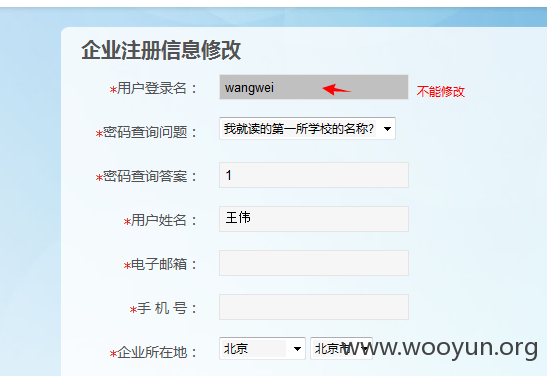 企业注册信息修改
*用户登录名： wangwei 不能修改
*密码查询问题： 我就读的第一所学校的名称?
*密码查询答案： 1
*用户姓名： 王伟
*电子邮箱：
*手 机 号：
*企业所在地： 北京 北京市
www.wooyun.org